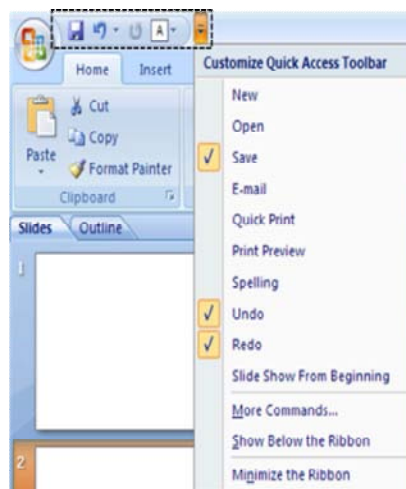 A
Home Insert
Cut
Copy
Paste
Format Painter
Clipboard
Slides Outline
1
2
Customize Quick Access Toolbar
New
Open
Save
E-mail
Quick Print
Print Preview
Spelling
Undo
Redo
Slide Show From Beginning
More Commands...
Show Below the Ribbon
Minimize the Ribbon